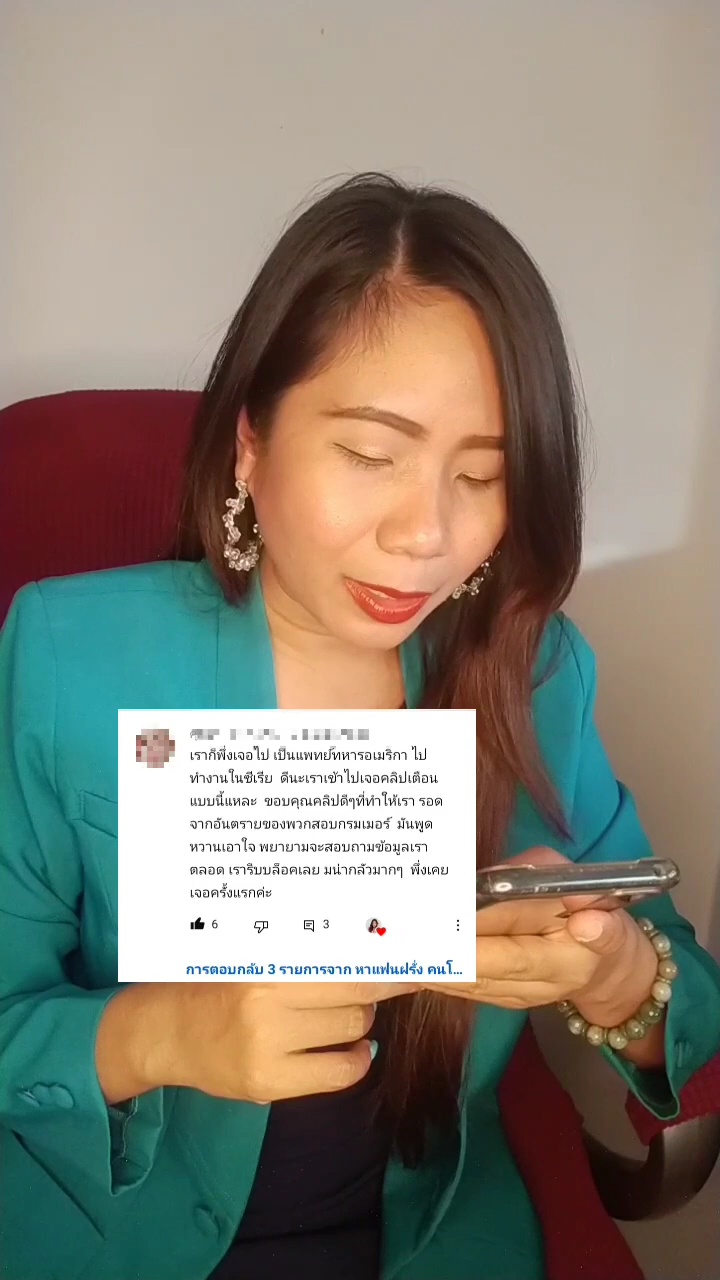 เราก็พึ่งเจอไป เป็นแพทย์ทหารอเมริกา ไป
ทำงานในซีเรีย ดีนะเราเข้าไปเจอคลิปเตือน
แบบนี้แหละ ขอบคุณคลิปดีๆที่ทำให้เรา รอด
จากอันตรายของพวกสอบกรมเมอร์ มันพูด
หวานเอาใจ พยายามจะสอบถามข้อมูลเรา
ตลอด เรารีบบล็อคเลย มน่ากลัวมากๆ พึ่งเคย
เจอครั้งแรกค่ะ
6 3
การตอบกลับ 3 รายการจาก หาแฟนฝรั่ง คนโ...